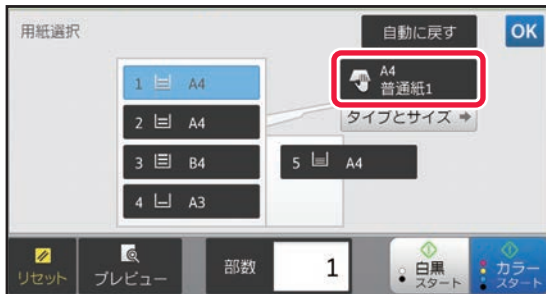 用紙選択
自動に戻す
OK
1 A4
A4
普通紙1
2 A4
タイプとサイズ
3 B4
5 A4
4 A3
リセット
プレビュー
部数
1
白黒
スタート
カラー
スタート